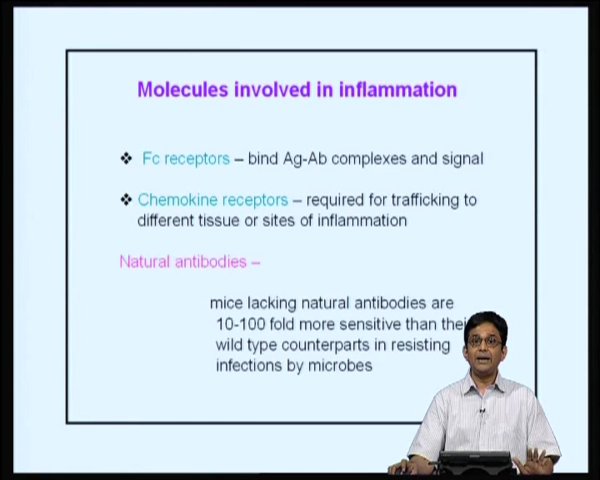 Molecules involved in inflammation
❖ Fc receptors – bind Ag-Ab complexes and signal
❖ Chemokine receptors – required for trafficking to
different tissue or sites of inflammation
Natural antibodies –
mice lacking natural antibodies are
10-100 fold more sensitive than
wild type counterparts in resisting
infections by microbes